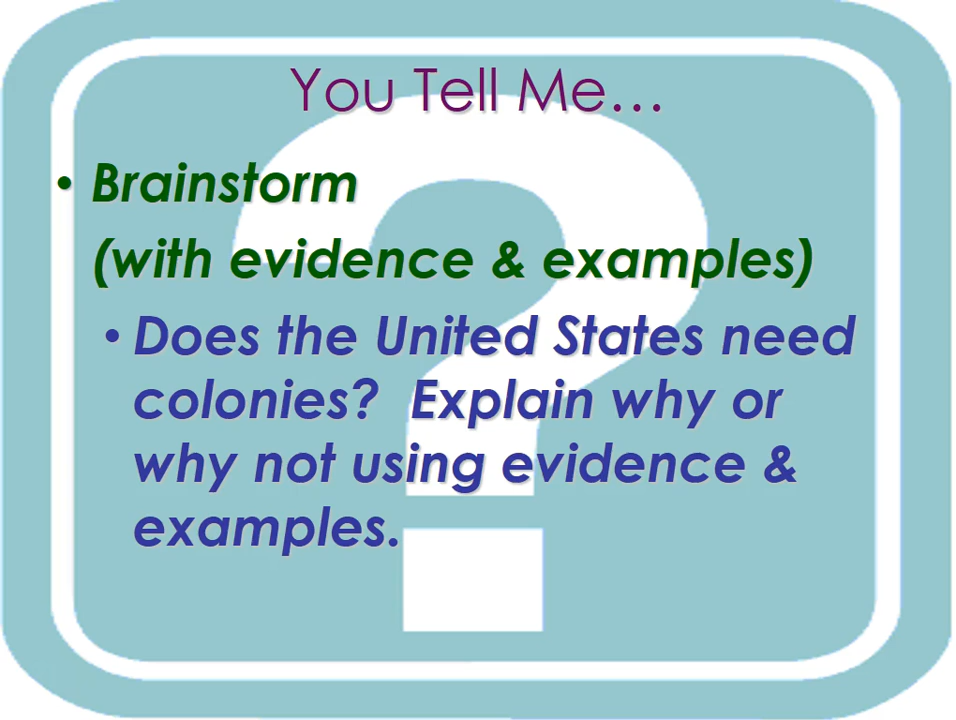 You Tell Me…
• Brainstorm
(with evidence & examples)
• Does the United States need
colonies?  Explain why or
why not using evidence &
examples.